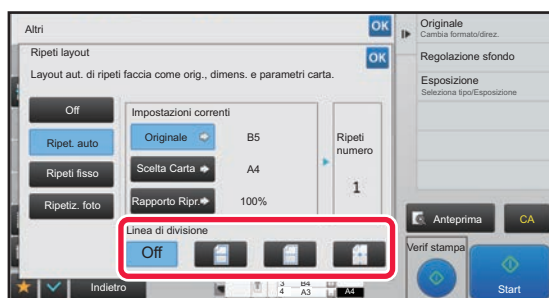 Altri
OK
Ripeti layout
OK
Layout aut. di ripeti faccia come orig., dimens. e parametri carta.
Off
Ripet. auto
Ripeti fisso
Ripetiz. foto
Impostazioni correnti
Originale
B5
Scelta Carta
A4
Rapporto Ripr.
100%
Ripeti
numero
1
Linea di divisione
Off
Indietro
3 B4
4 A3
A4
Originale
Cambia formato/direz.
Regolazione sfondo
Esposizione
Seleziona tipo/Esposizione
Anteprima
CA
Verif stampa
Start